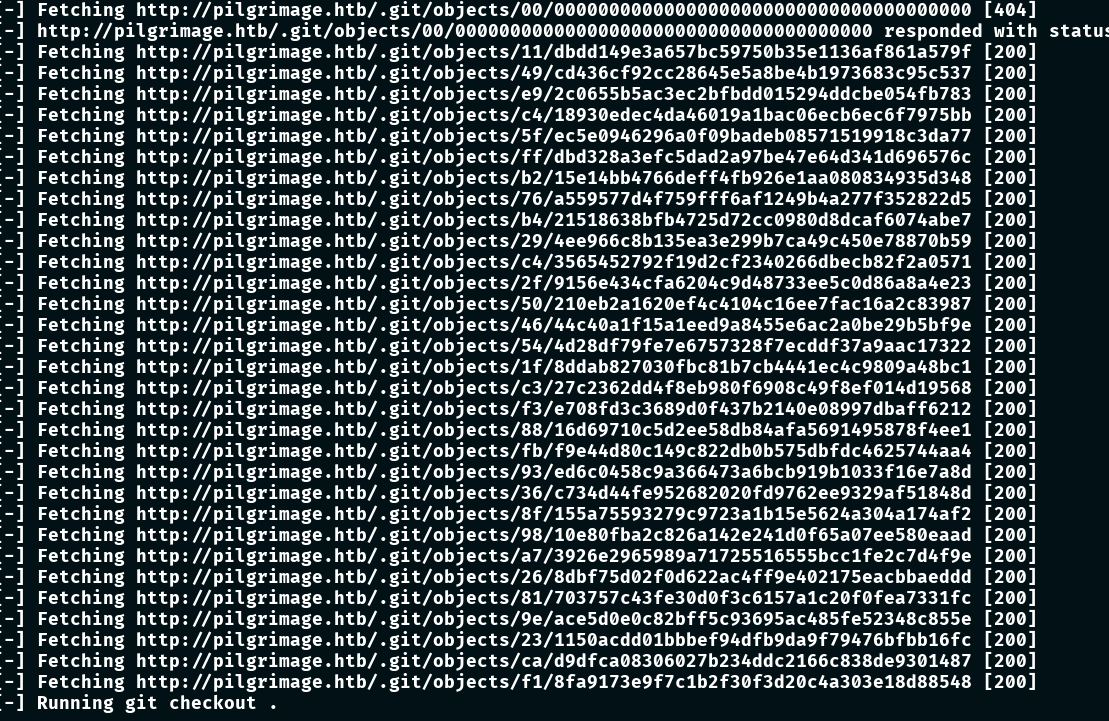 -] Fetching http://pilgrimage.htb/.git/objects/00/00000000000000000000000000000000000000 [404]
-] http://pilgrimage.htb/.git/objects/00/00000000000000000000000000000000000000 responded with status
-] Fetching http://pilgrimage.htb/.git/objects/11/dbdd149e3a657bc59750b35e1136af861a579f [200]
-] Fetching http://pilgrimage.htb/.git/objects/49/cd436cf92cc28645e5a8be4b1973683c95c537 [200]
-] Fetching http://pilgrimage.htb/.git/objects/e9/2c0655b5ac3ec2bfbdd015294ddcbe054fb783 [200]
-] Fetching http://pilgrimage.htb/.git/objects/c4/18930edec4da46019a1bac06ecb6ec6f7975bb [200]
-] Fetching http://pilgrimage.htb/.git/objects/5f/ec5e0946296a0f09badeb08571519918c3da77 [200]
-] Fetching http://pilgrimage.htb/.git/objects/ff/dbd328a3efc5dad2a97be47e64d341d696576c [200]
-] Fetching http://pilgrimage.htb/.git/objects/b2/15e14bb4766deff4fb926e1aa080834935d348 [200]
-] Fetching http://pilgrimage.htb/.git/objects/76/a559577d4f759fff6af1249b4a277f352822d5 [200]
-] Fetching http://pilgrimage.htb/.git/objects/b4/21518638bfb4725d72cc0980d8dcaf6074abe7 [200]
-] Fetching http://pilgrimage.htb/.git/objects/29/4ee966c8b135ea3e299b7ca49c450e78870b59 [200]
-] Fetching http://pilgrimage.htb/.git/objects/c4/3565452792f19d2cf2340266dbecb82f2a0571 [200]
-] Fetching http://pilgrimage.htb/.git/objects/2f/9156e434cfa6204c9d48733ee5c0d86a8a4e23 [200]
-] Fetching http://pilgrimage.htb/.git/objects/50/210eb2a1620ef4c4104c16ee7fac16a2c83987 [200]
-] Fetching http://pilgrimage.htb/.git/objects/46/44c40a1f15a1eed9a8455e6ac2a0be29b5bf9e [200]
-] Fetching http://pilgrimage.htb/.git/objects/54/4d28df79fe7e6757328f7ecddf37a9aac17322 [200]
-] Fetching http://pilgrimage.htb/.git/objects/1f/8ddab827030fbc81b7cb4441ec4c9809a48bc1 [200]
-] Fetching http://pilgrimage.htb/.git/objects/c3/27c2362dd4f8eb980f6908c49f8ef014d19568 [200]
-] Fetching http://pilgrimage.htb/.git/objects/f3/e708fd3c3689d0f437b2140e08997dbaff6212 [200]
-] Fetching http://pilgrimage.htb/.git/objects/88/16d69710c5d2ee58db84afa5691495878f4ee1 [200]
-] Fetching http://pilgrimage.htb/.git/objects/fb/f9e44d80c149c822db0b575dbfdc4625744aa4 [200]
-] Fetching http://pilgrimage.htb/.git/objects/93/ed6c0458c9a366473a6bcb919b1033f16e7a8d [200]
-] Fetching http://pilgrimage.htb/.git/objects/36/c734d44fe952682020fd9762ee9329af51848d [200]
-] Fetching http://pilgrimage.htb/.git/objects/8f/155a75593279c9723a1b15e5624a304a174af2 [200]
-] Fetching http://pilgrimage.htb/.git/objects/98/10e80fba2c826a142e241d0f65a07ee580eaad [200]
-] Fetching http://pilgrimage.htb/.git/objects/a7/3926e2965989a71725516555bcc1fe2c7d4f9e [200]
-] Fetching http://pilgrimage.htb/.git/objects/26/8dbf75d02f0d622ac4ff9e402175eacbbaeddd [200]
-] Fetching http://pilgrimage.htb/.git/objects/81/703757c43fe30d0f3c6157a1c20f0fea7331fc [200]
-] Fetching http://pilgrimage.htb/.git/objects/9e/ace5d0e0c82bff5c93695ac485fe52348c855e [200]
-] Fetching http://pilgrimage.htb/.git/objects/23/1150acdd01bbbef94dfb9da9f79476bfbb16fc [200]
-] Fetching http://pilgrimage.htb/.git/objects/ca/d9dfca08306027b234ddc2166c838de9301487 [200]
-] Fetching http://pilgrimage.htb/.git/objects/f1/8fa9173e9f7c1b2f30f3d20c4a303e18d88548 [200]
-] Running git checkout .